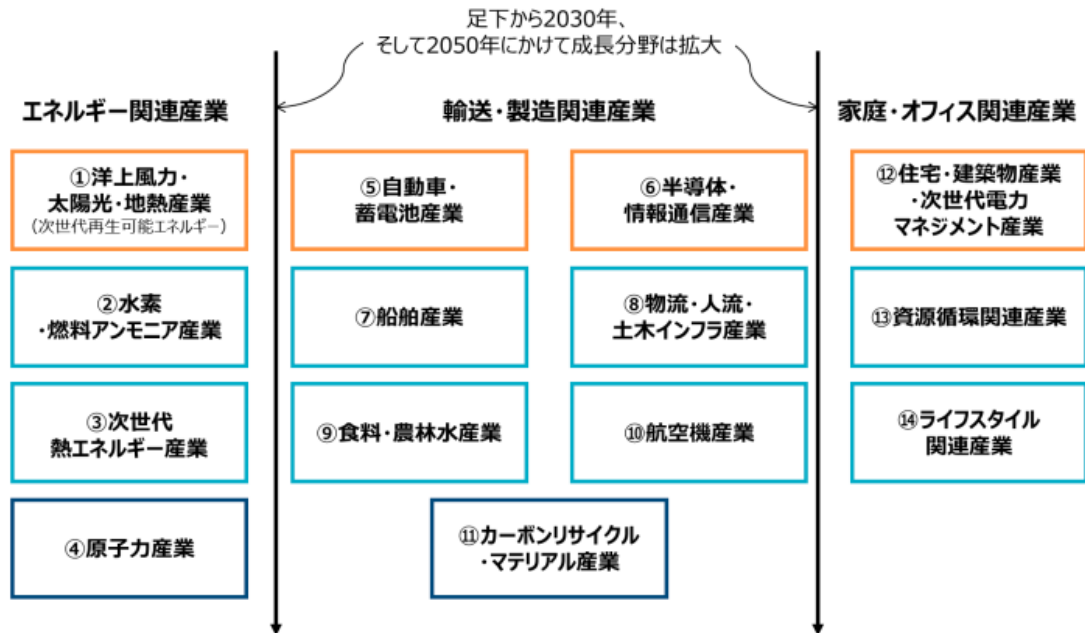 足下から2030年、
そして2050年にかけて成長分野は拡大
エネルギー関連産業
輸送・製造関連産業
家庭・オフィス関連産業
①洋上風力・
太陽光・地熱産業
（次世代再生可能エネルギー）
⑤自動車・
蓄電池産業
⑥半導体・
情報通信産業
⑫住宅・建築物産業
・次世代電力
マネジメント産業
②水素
・燃料アンモニア産業
⑦船舶産業
⑧物流・人流・
土木インフラ産業
⑬資源循環関連産業
③次世代
熱エネルギー産業
⑨食料・農林水産業
⑩航空機産業
⑭ライフスタイル
関連産業
④原子力産業
⑪カーボンリサイクル
・マテリアル産業